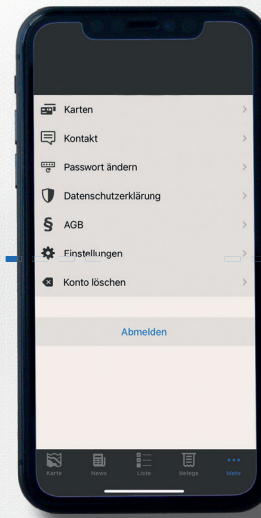 Karten
Kontakt
Passwort ändern
Datenschutzerklärung
AGB
Einstellungen
Konto löschen
Abmelden
Karte News Liste Belege Mehr